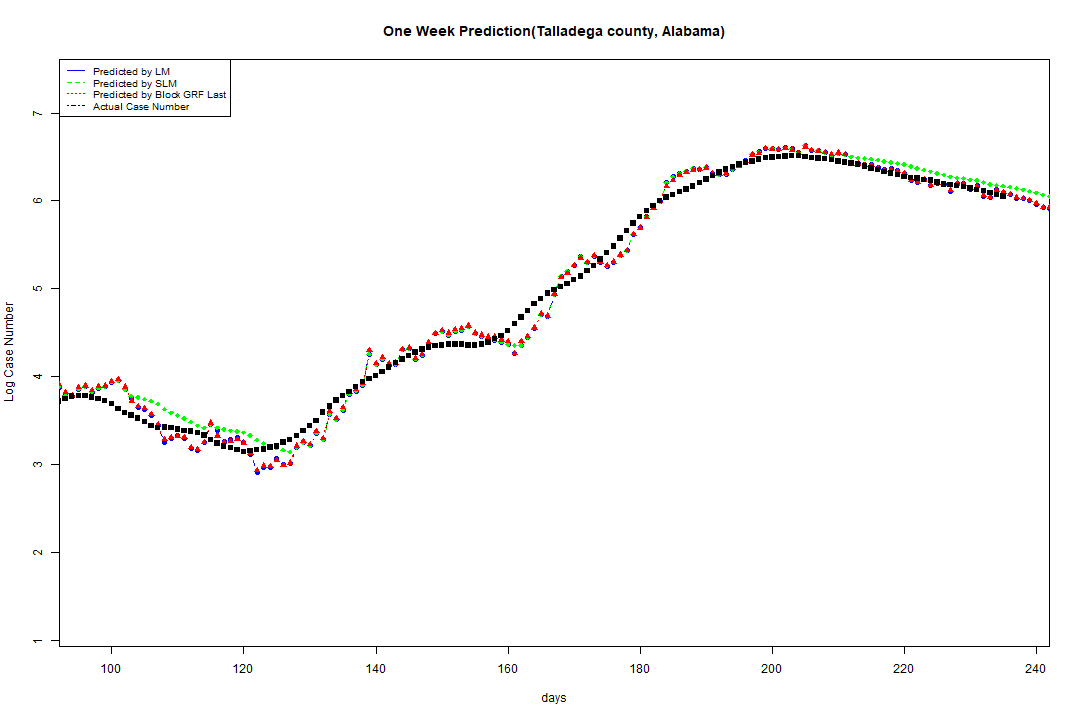 One Week Prediction(Talladega county, Alabama)
Predicted by LM
Predicted by SLM
Predicted by Block GRF Last
Actual Case Number
7
6
5
4
3
2
1
Log Case Number
100 120 140 160 180 200 220 240
days